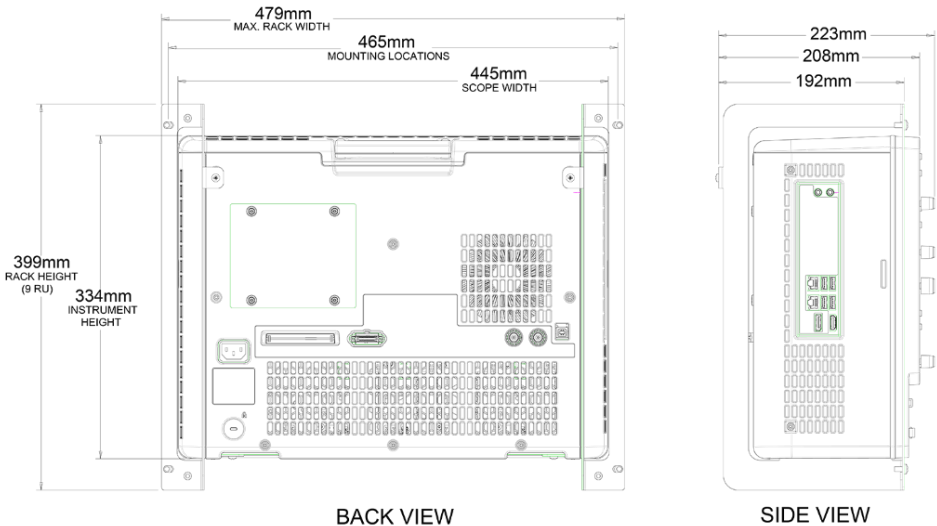 479mm
MAX. RACK WIDTH
465mm
MOUNTING LOCATIONS
445mm
SCOPE WIDTH
399mm
RACK HEIGHT
(9 RU)
334mm
INSTRUMENT
HEIGHT
BACK VIEW
223mm
208mm
192mm
SIDE VIEW